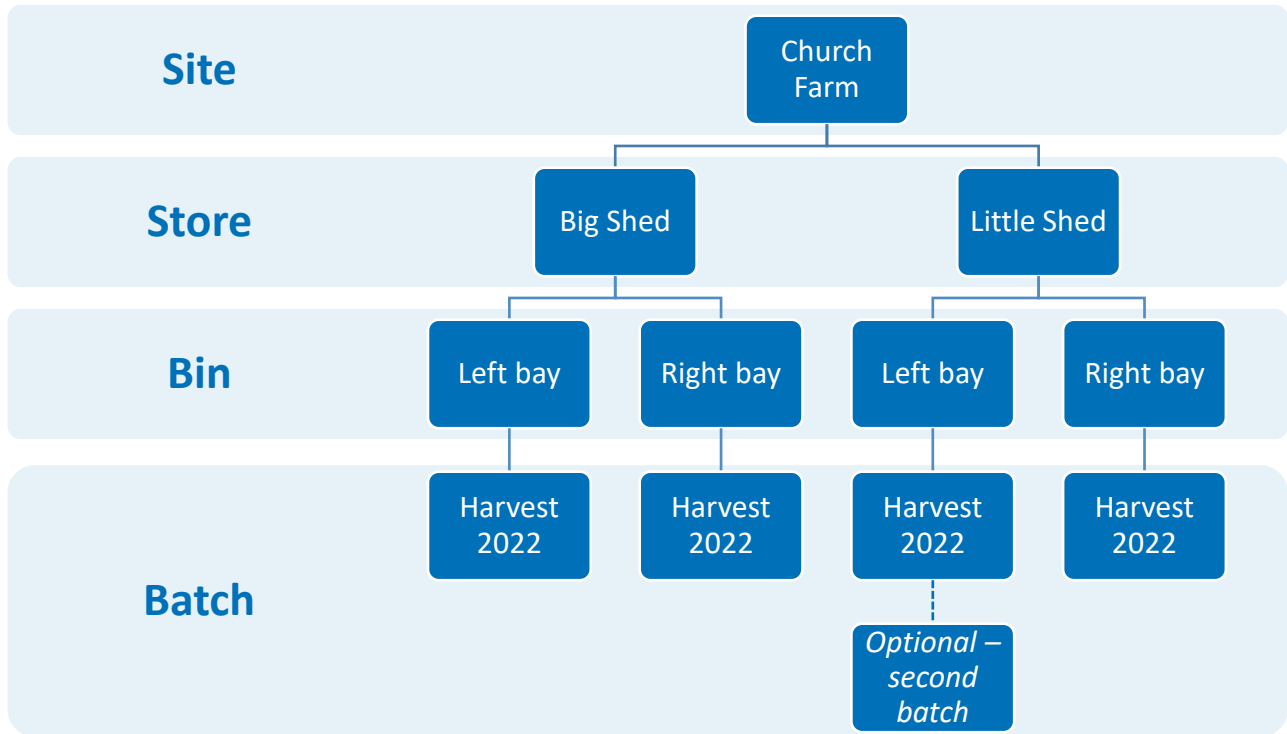 Site
Church
Farm
Store
Big Shed
Little Shed
Bin
Left bay
Right bay
Left bay
Right bay
Batch
Harvest
2022
Harvest
2022
Harvest
2022
Harvest
2022
Optional –
second
batch